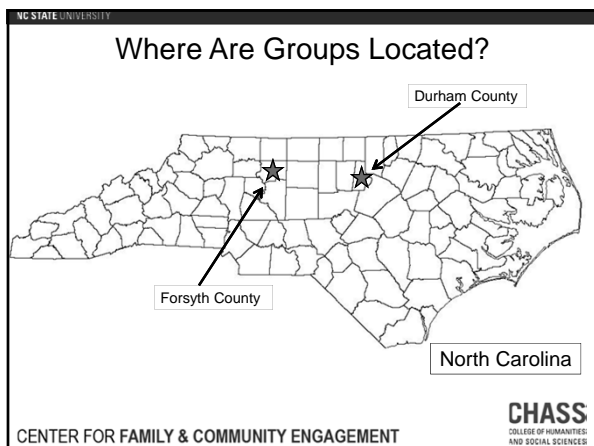 NC STATE UNIVERSITY
Where Are Groups Located?
Durham County
Forsyth County
North Carolina
CHASS
COLLEGE OF HUMANITIES
AND SOCIAL SCIENCES
CENTER FOR FAMILY & COMMUNITY ENGAGEMENT